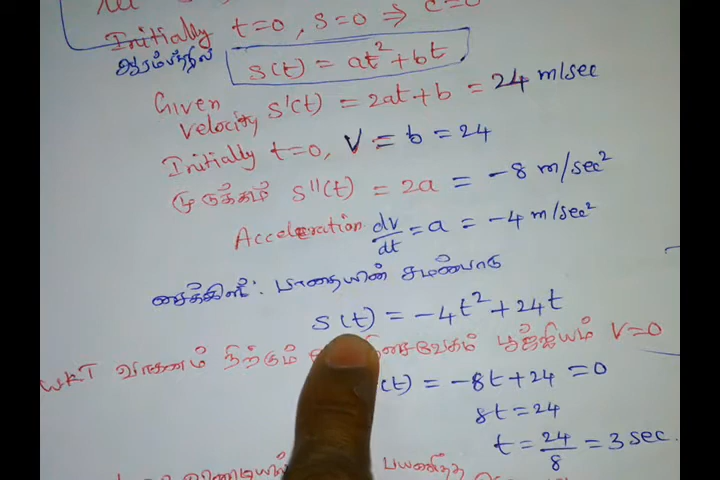 Initially t=0, s=0 ⇒ c=0
ஆரம்பத்தில்
s(t) = at² + bt
Given
velocity s'(t) = 2at + b = 24 m/sec
Initially t=0, V = b = 24
முடுக்கம் s''(t) = 2a = -8 m/sec²
Acceleration dv/dt = a = -4 m/sec²
பாதையின் சமன்பாடு
s(t) = -4t² + 24t
WKT வாகனம் நிற்கும் பூஜ்ஜியம் V=0
(t) = -8t + 24 = 0
8t = 24
t = 24/8 = 3 sec.